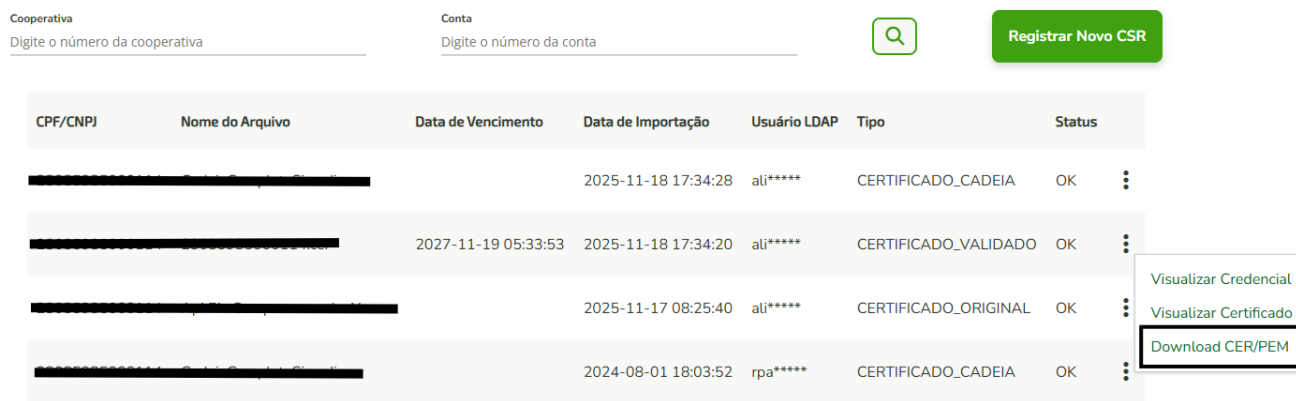 Cooperativa
Conta
Digite o número da cooperativa
Digite o número da conta
Registrar Novo CSR
CPF/CNPJ Nome do Arquivo Data de Vencimento Data de Importação Usuário LDAP Tipo Status
2025-11-18 17:34:28 ali***** CERTIFICADO_CADEIA OK
2027-11-19 05:33:53 2025-11-18 17:34:20 ali***** CERTIFICADO_VALIDADO OK
Visualizar Credencial
2025-11-17 08:25:40 ali***** CERTIFICADO_ORIGINAL OK
Visualizar Certificado
Download CER/PEM
2024-08-01 18:03:52 rpa***** CERTIFICADO_CADEIA OK